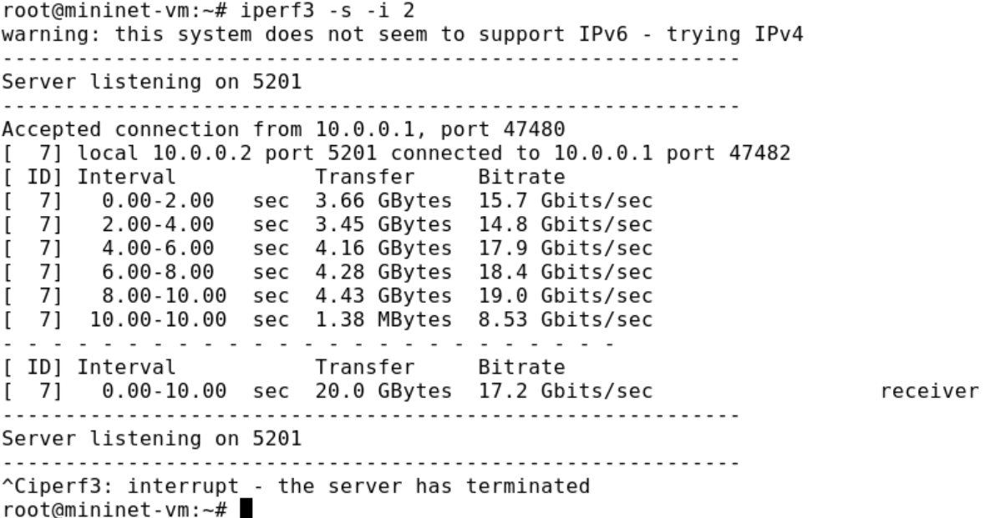 root@mininet-vm:~# iperf3 -s -i 2
warning: this system does not seem to support IPv6 - trying IPv4
-----------------------------------------------------------
Server listening on 5201
-----------------------------------------------------------
Accepted connection from 10.0.0.1, port 47480
[  7] local 10.0.0.2 port 5201 connected to 10.0.0.1 port 47482
[ ID] Interval           Transfer     Bitrate
[  7]   0.00-2.00   sec  3.66 GBytes  15.7 Gbits/sec
[  7]   2.00-4.00   sec  3.45 GBytes  14.8 Gbits/sec
[  7]   4.00-6.00   sec  4.16 GBytes  17.9 Gbits/sec
[  7]   6.00-8.00   sec  4.28 GBytes  18.4 Gbits/sec
[  7]   8.00-10.00  sec  4.43 GBytes  19.0 Gbits/sec
[  7]  10.00-10.00  sec  1.38 MBytes  8.53 Gbits/sec
- - - - - - - - - - - - - - - - - - - - - - - - -
[ ID] Interval           Transfer     Bitrate
[  7]   0.00-10.00  sec  20.0 GBytes  17.2 Gbits/sec                  receiver
-----------------------------------------------------------
Server listening on 5201
-----------------------------------------------------------
^Ciperf3: interrupt - the server has terminated
root@mininet-vm:~#